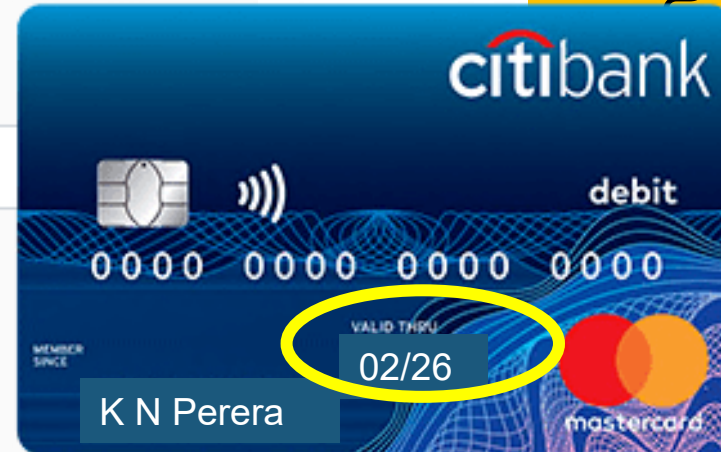 citibank
debit
0000 0000 0000 0000
VALID THRU
MEMBER SINCE
02/26
K N Perera
mastercard